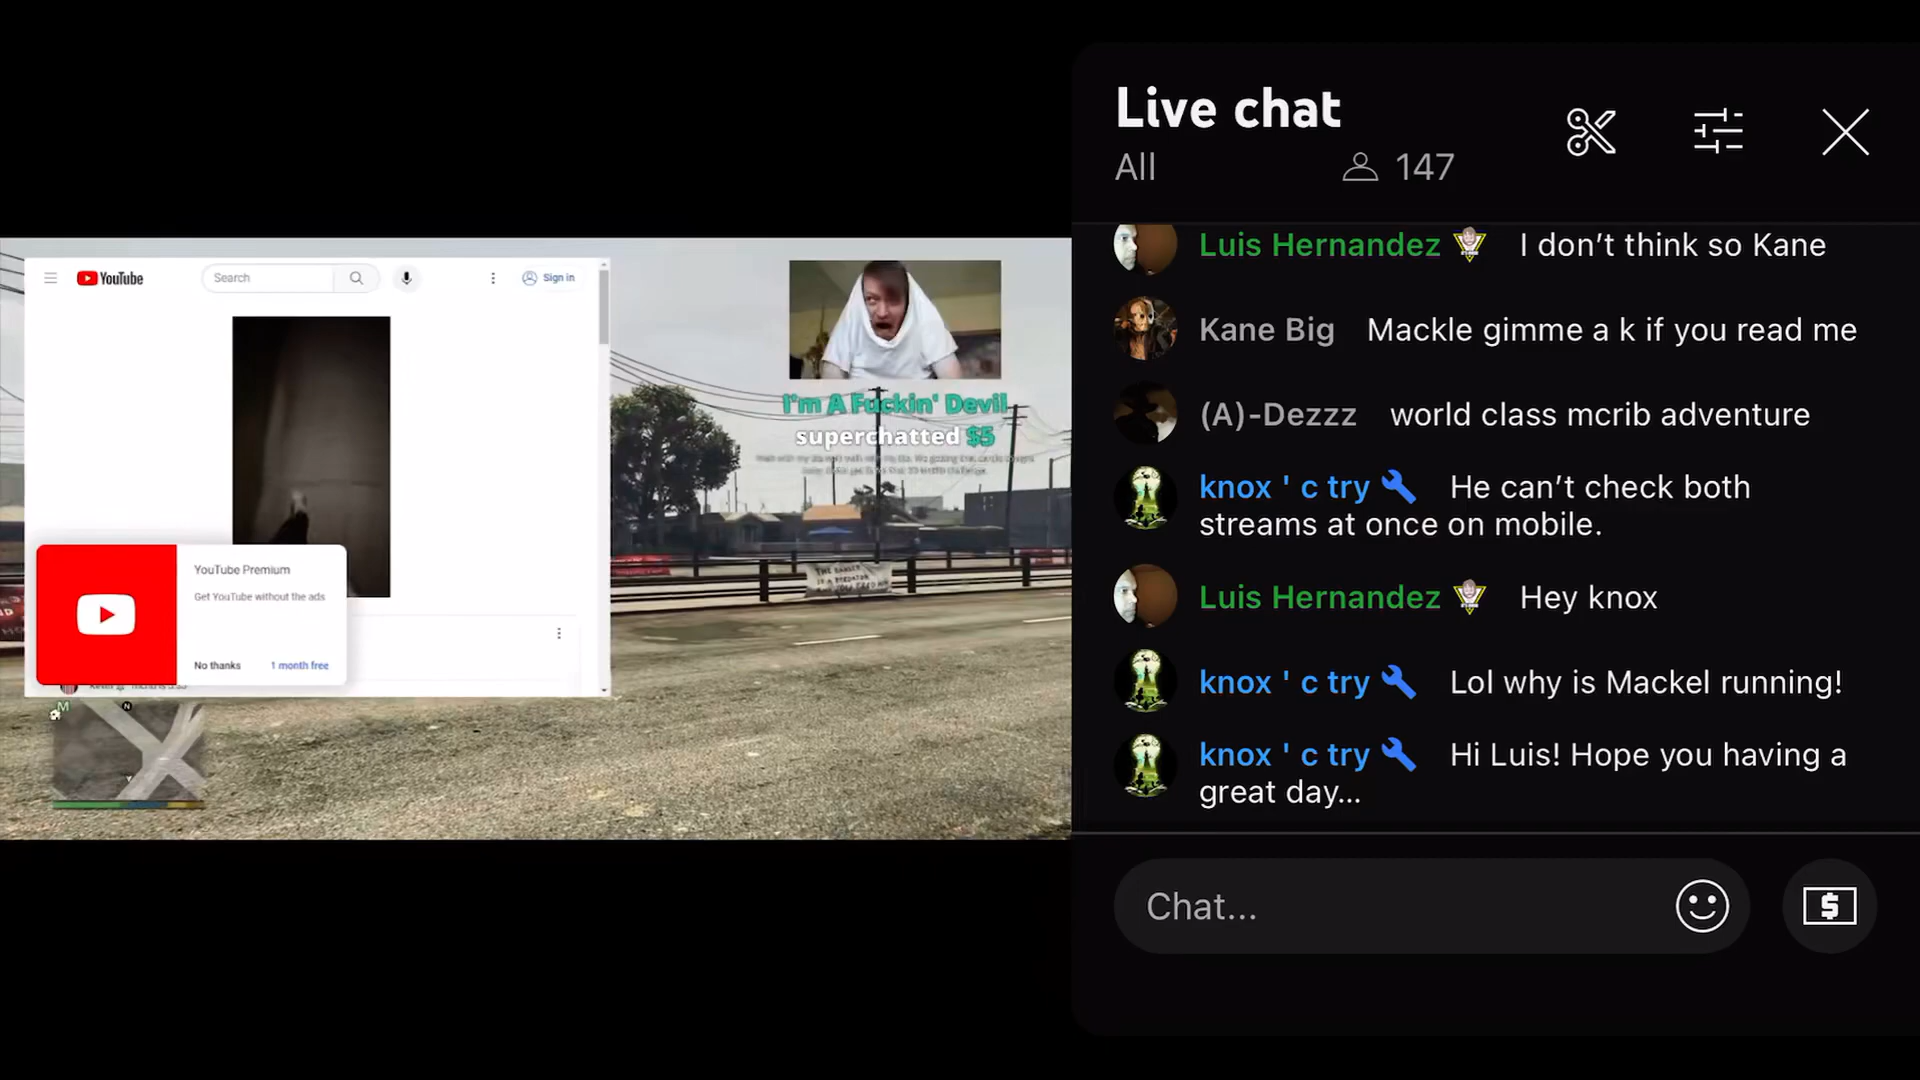 YouTube
Search
Sign in
YouTube Premium
Get YouTube without the ads
No thanks
1 month free
M
N
I'm A Fuckin' Devil
superchatted $5
Live chat
All
147
Luis Hernandez I don’t think so Kane
Kane Big Mackle gimme a k if you read me
(A)-Dezzz world class mcrib adventure
knox ' c try He can’t check both
streams at once on mobile.
Luis Hernandez Hey knox
knox ' c try Lol why is Mackel running!
knox ' c try Hi Luis! Hope you having a
great day...
Chat...
$